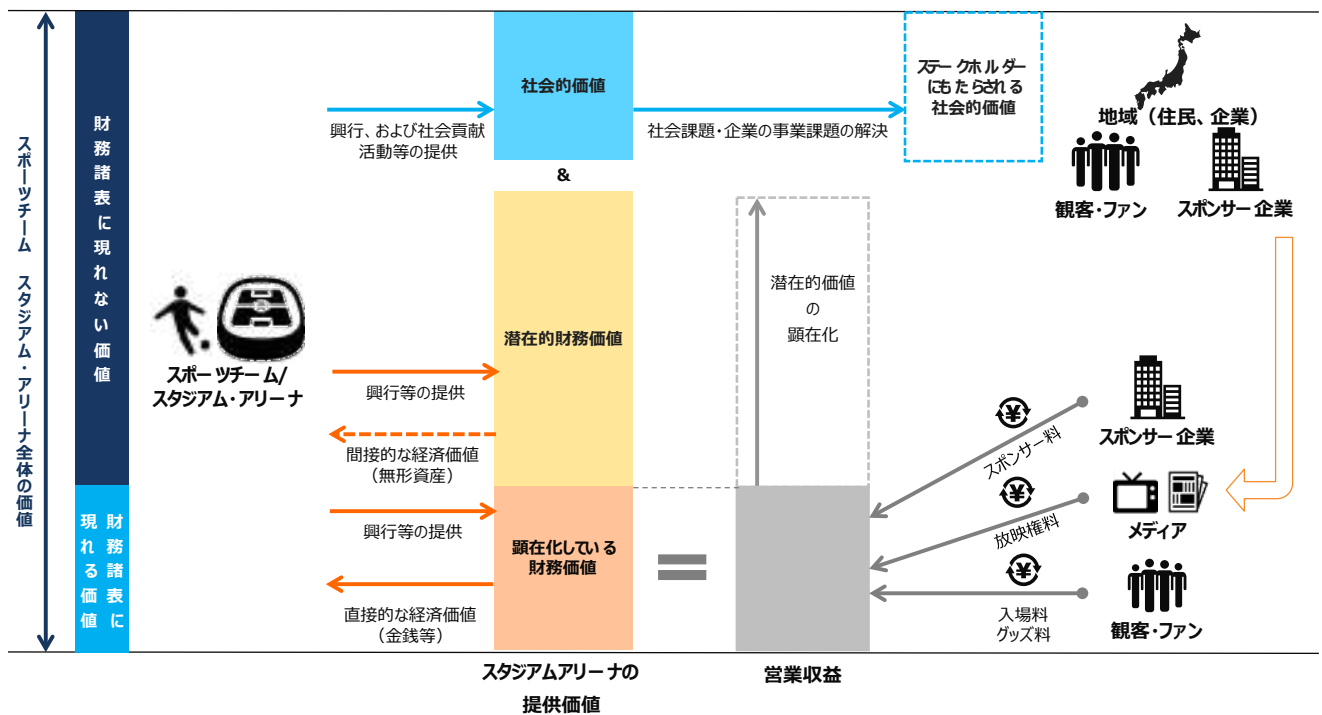 スポーツチーム スタジアム・アリーナ全体の価値
財務諸表に現れない価値
財務諸表に
現れる価値
スポーツチーム/
スタジアム・アリーナ
興行、および社会貢献
活動等の提供
興行等の提供
間接的な経済価値
（無形資産）
興行等の提供
直接的な経済価値
（金銭等）
社会的価値
&
潜在的財務価値
顕在化している
財務価値
スタジアムアリーナの
提供価値
社会課題・企業の事業課題の解決
潜在的価値
の
顕在化
営業収益
ステークホルダー
にもたらされる
社会的価値
地域（住民、企業）
観客・ファン
スポンサー企業
¥
スポンサー料
スポンサー企業
¥
放映権料
メディア
¥
入場料
グッズ料
観客・ファン